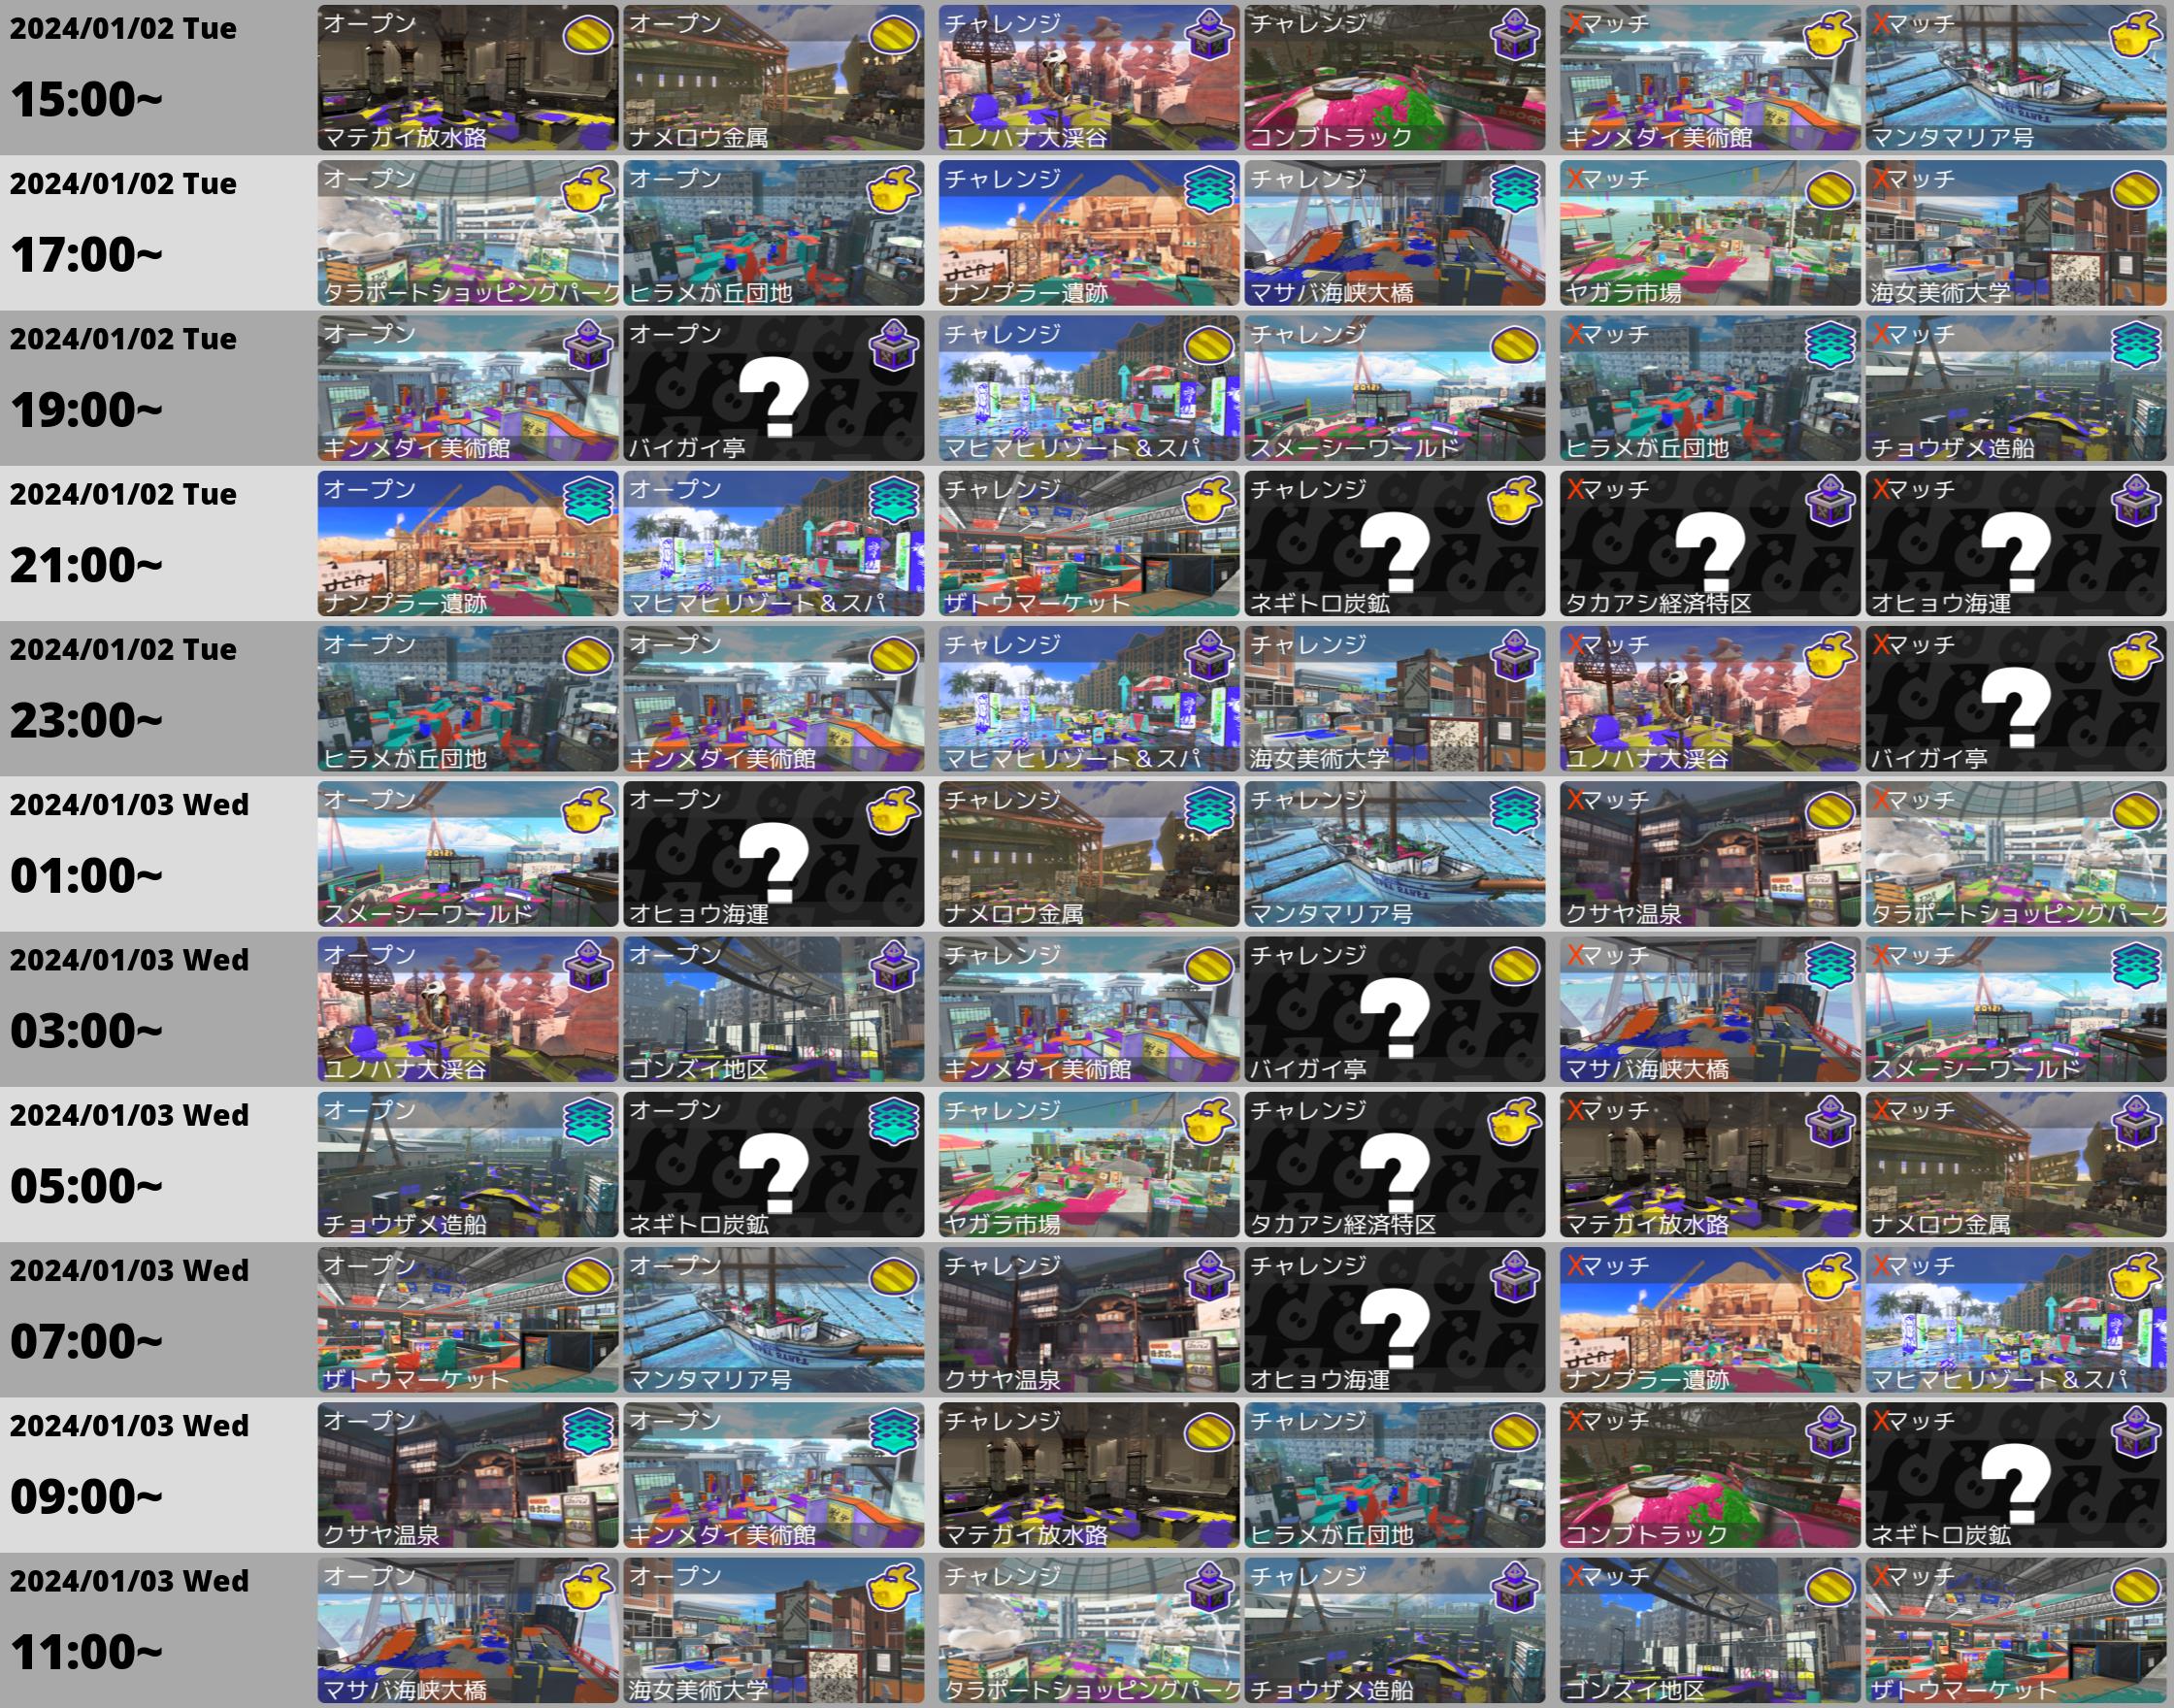 2024/01/02 Tue
15:00~
オープン
マテガイ放水路
オープン
ナメロウ金属
チャレンジ
ユノハナ大渓谷
チャレンジ
コンブトラック
Xマッチ
キンメダイ美術館
Xマッチ
マンタマリア号
2024/01/02 Tue
17:00~
オープン
タラポートショッピングパーク
オープン
ヒラメが丘団地
チャレンジ
ナンプラー遺跡
チャレンジ
マサバ海峡大橋
Xマッチ
ヤガラ市場
Xマッチ
海女美術大学
2024/01/02 Tue
19:00~
オープン
キンメダイ美術館
オープン
バイガイ亭
チャレンジ
マヒマヒリゾート＆スパ
チャレンジ
スメーシーワールド
Xマッチ
ヒラメが丘団地
Xマッチ
チョウザメ造船
2024/01/02 Tue
21:00~
オープン
ナンプラー遺跡
オープン
マヒマヒリゾート＆スパ
チャレンジ
ザトウマーケット
チャレンジ
ネギトロ炭鉱
Xマッチ
タカアシ経済特区
Xマッチ
オヒョウ海運
2024/01/02 Tue
23:00~
オープン
ヒラメが丘団地
オープン
キンメダイ美術館
チャレンジ
マヒマヒリゾート＆スパ
チャレンジ
海女美術大学
Xマッチ
ユノハナ大渓谷
Xマッチ
バイガイ亭
2024/01/03 Wed
01:00~
オープン
スメーシーワールド
オープン
オヒョウ海運
チャレンジ
ナメロウ金属
チャレンジ
マンタマリア号
Xマッチ
クサヤ温泉
Xマッチ
タラポートショッピングパーク
2024/01/03 Wed
03:00~
オープン
ユノハナ大渓谷
オープン
ゴンズイ地区
チャレンジ
キンメダイ美術館
チャレンジ
バイガイ亭
Xマッチ
マサバ海峡大橋
Xマッチ
スメーシーワールド
2024/01/03 Wed
05:00~
オープン
チョウザメ造船
オープン
ネギトロ炭鉱
チャレンジ
ヤガラ市場
チャレンジ
タカアシ経済特区
Xマッチ
マテガイ放水路
Xマッチ
ナメロウ金属
2024/01/03 Wed
07:00~
オープン
ザトウマーケット
オープン
マンタマリア号
チャレンジ
クサヤ温泉
チャレンジ
オヒョウ海運
Xマッチ
ナンプラー遺跡
Xマッチ
マヒマヒリゾート＆スパ
2024/01/03 Wed
09:00~
オープン
クサヤ温泉
オープン
キンメダイ美術館
チャレンジ
マテガイ放水路
チャレンジ
ヒラメが丘団地
Xマッチ
コンブトラック
Xマッチ
ネギトロ炭鉱
2024/01/03 Wed
11:00~
オープン
マサバ海峡大橋
オープン
海女美術大学
チャレンジ
タラポートショッピングパーク
チャレンジ
チョウザメ造船
Xマッチ
ゴンズイ地区
Xマッチ
ザトウマーケット